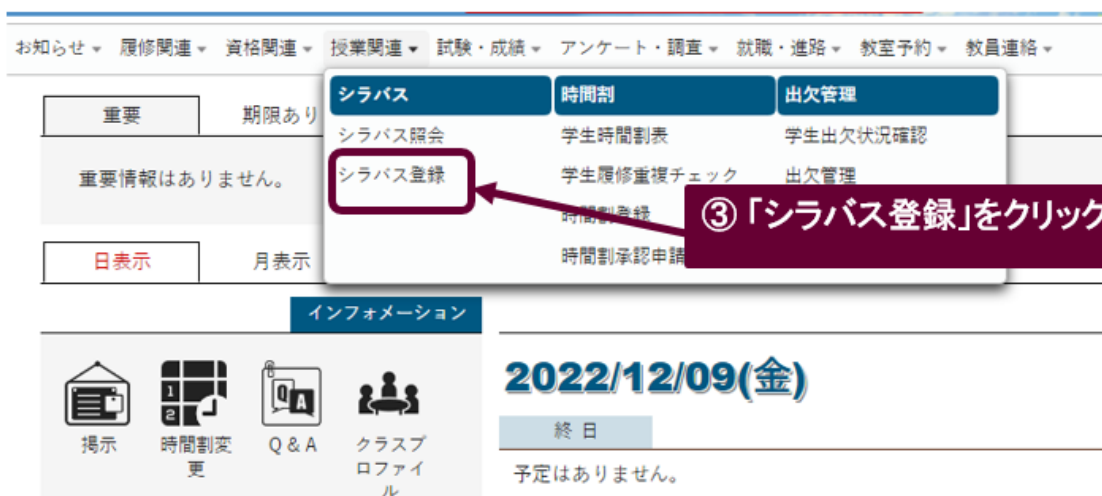 お知らせ 履修関連 資格関連 授業関連 試験・成績 アンケート・調査 就職・進路 教室予約 教員連絡
重要 期限あり
重要情報はありません。
シラバス 時間割 出欠管理
シラバス照会 学生時間割表 学生出欠状況確認
シラバス登録 学生履修重複チェック 出欠管理
時間割登録
時間割承認申請
③「シラバス登録」をクリック
日表示 月表示
インフォメーション
掲示
時間割変
更
Q & A
クラスプ
ロファイ
ル
2022/12/09(金)
終日
予定はありません。